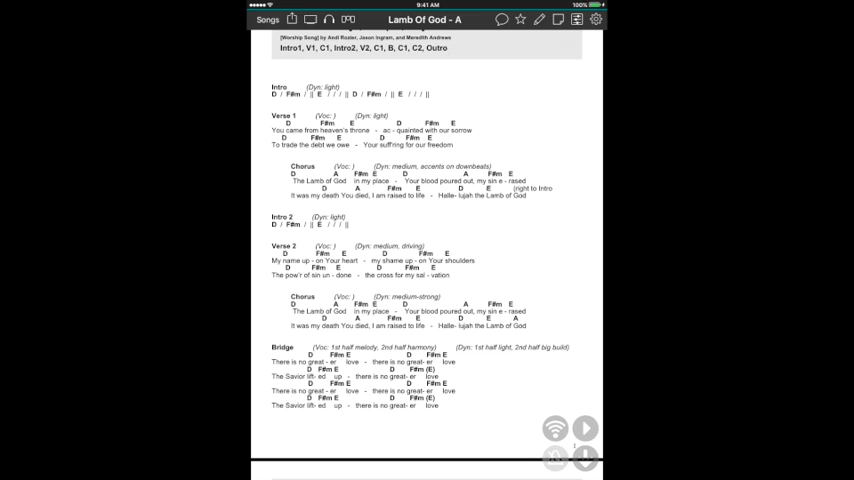 9:41 AM
100%
Songs
Lamb Of God - A
[Worship Song] by Andi Rozier, Jason Ingram, and Meredith Andrews
Intro1, V1, C1, Intro2, V2, C1, B, C1, C2, Outro
Intro (Dyn: light)
D / F#m / || E / / / || D / F#m / || E / / / ||
Verse 1 (Voc: ) (Dyn: light)
D F#m E D F#m E
You came from heaven's throne - ac - quainted with our sorrow
D F#m E D F#m E
To trade the debt we owe - Your suff'ring for our freedom
Chorus (Voc: ) (Dyn: medium, accents on downbeats)
D A F#m E D A F#m E
The Lamb of God in my place - Your blood poured out, my sin e - rased
D A F#m E D E (right to Intro
It was my death You died, I am raised to life - Halle- lujah the Lamb of God
Intro 2 (Dyn: light)
D / F#m / || E / / / ||
Verse 2 (Voc: ) (Dyn: medium, driving)
D F#m E D F#m E
My name up - on Your heart - my shame up - on Your shoulders
D F#m E D F#m E
The pow'r of sin un - done - the cross for my sal - vation
Chorus (Voc: ) (Dyn: medium-strong)
D A F#m E D A F#m E
The Lamb of God in my place - Your blood poured out, my sin e - rased
D A F#m E D E A
It was my death You died, I am raised to life - Halle- lujah the Lamb of God
Bridge (Voc: 1st half melody, 2nd half harmony) (Dyn: 1st half light, 2nd half big build)
D F#m E D F#m E
There is no great - er love - there is no great- er love
D F#m E D F#m (E)
The Savior lift- ed up - there is no great- er love
D F#m E D F#m E
There is no great - er love - there is no great- er love
D F#m E D F#m (E)
The Savior lift- ed up - there is no great- er love
1